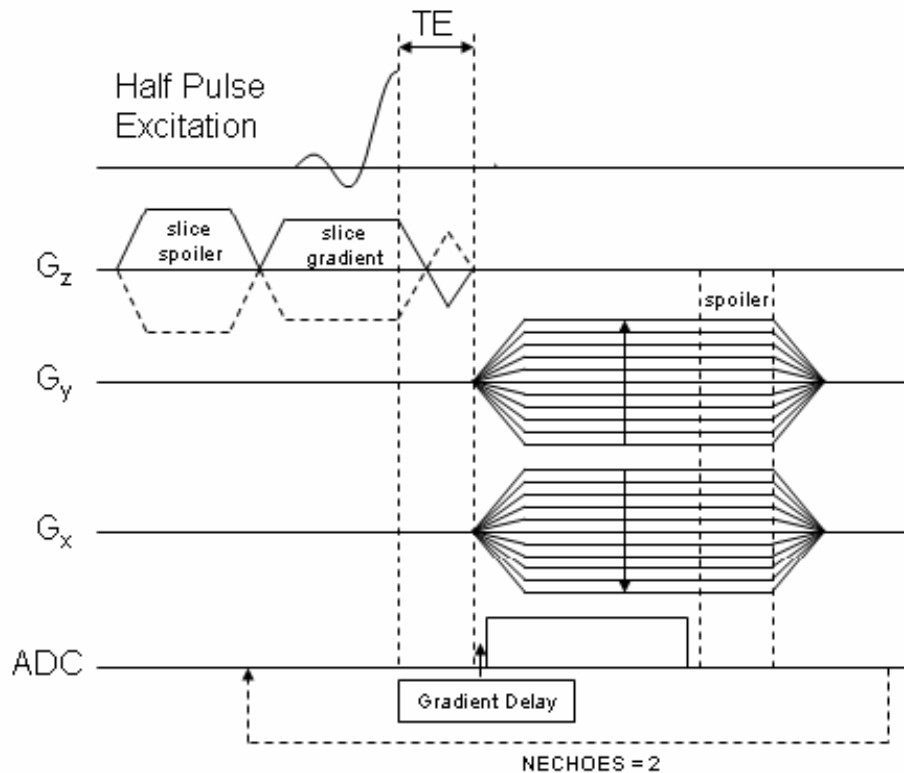 TE
Half Pulse
Excitation
slice
spoiler
slice
gradient
Gz
spoiler
Gy
Gx
ADC
Gradient Delay
NECHOES = 2